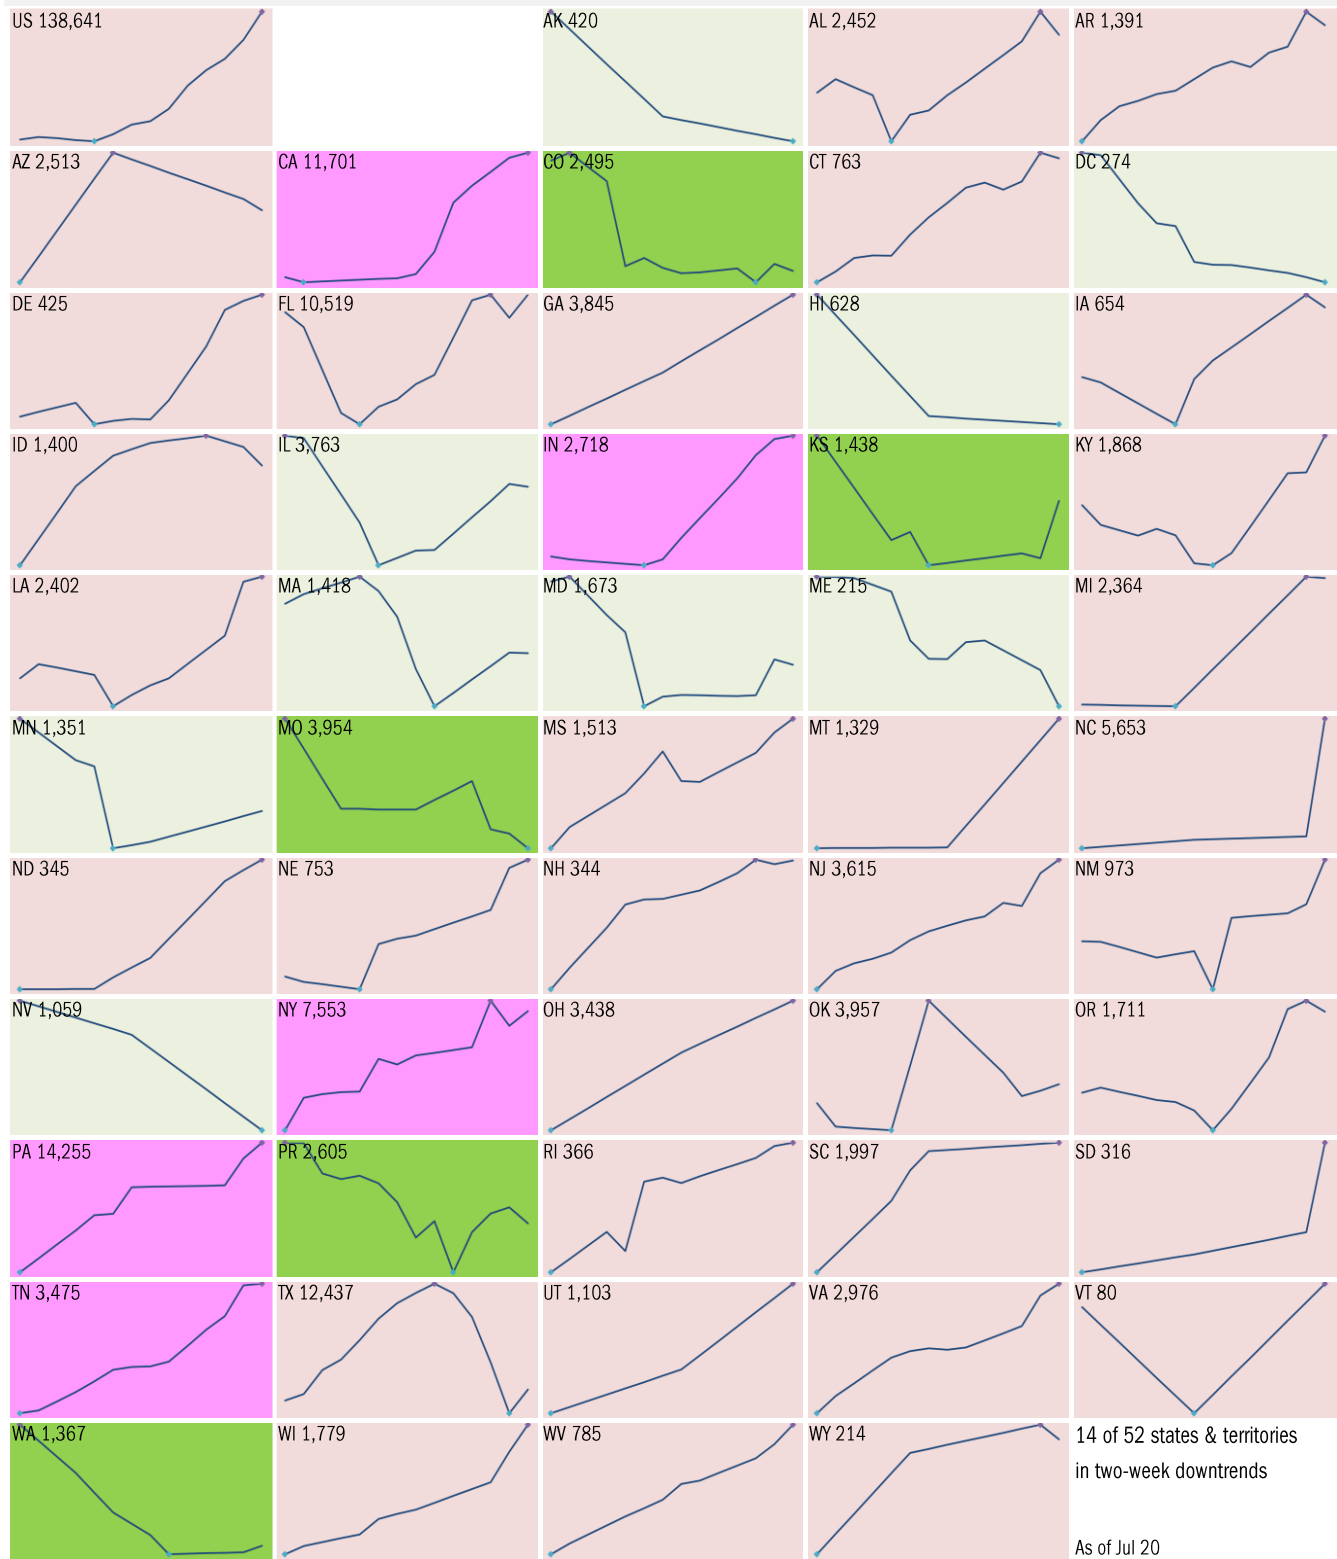 US 138,641
AK 420
AL 2,452
AR 1,391
AZ 2,513
CA 11,701
CO 2,495
CT 763
DC 274
DE 425
FL 10,519
GA 3,845
HI 628
IA 654
ID 1,400
IL 3,763
IN 2,718
KS 1,438
KY 1,868
LA 2,402
MA 1,418
MD 1,673
ME 215
MI 2,364
MN 1,351
MO 3,954
MS 1,513
MT 1,329
NC 5,653
ND 345
NE 753
NH 344
NJ 3,615
NM 973
NV 1,059
NY 7,553
OH 3,438
OK 3,957
OR 1,711
PA 14,255
PR 2,605
RI 366
SC 1,997
SD 316
TN 3,475
TX 12,437
UT 1,103
VA 2,976
VT 80
WA 1,367
WI 1,779
WV 785
WY 214
14 of 52 states & territories
in two-week downtrends
As of Jul 20